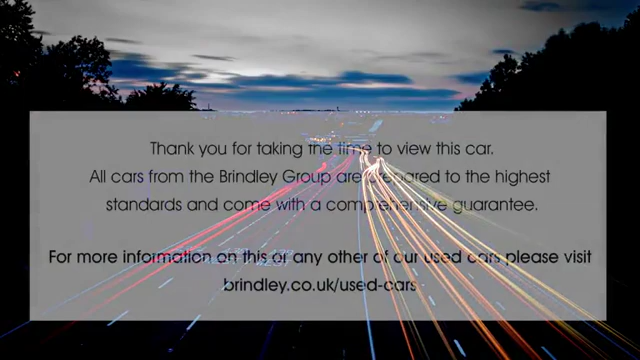 Thank you for taking the time to view this car.
All cars from the Brindley Group are prepared to the highest
standards and come with a comprehensive guarantee.
For more information on this or any other of our used cars please visit
brindley.co.uk/used-cars